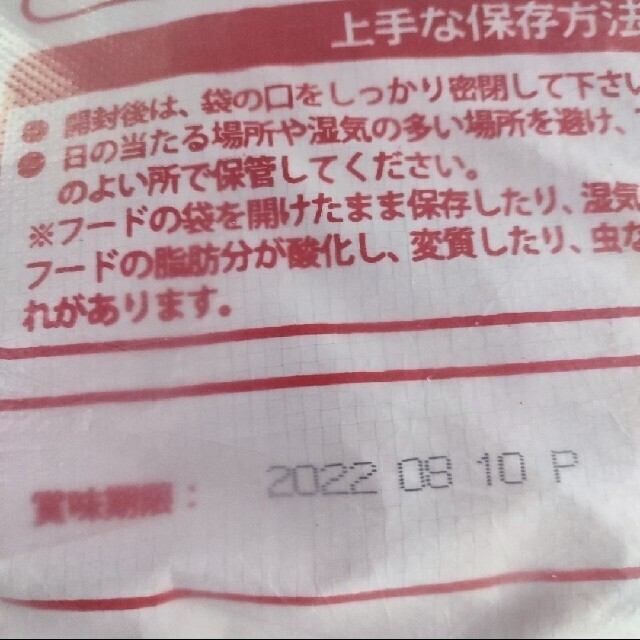 上手な保存方法
● 開封後は、袋の口をしっかり密閉して下さい
● 日の当たる場所や湿気の多い場所を避け、
のよい所で保管してください。
※フードの袋を開けたまま保存したり、湿気
フードの脂肪分が酸化し、変質したり、虫な
れがあります。
賞味期限: 2022 08 10 P